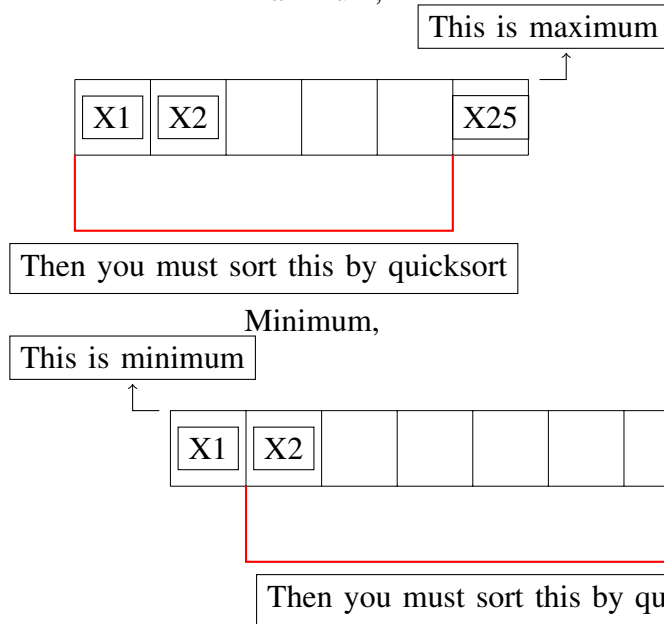 This is maximum
X1 X2 X25
Then you must sort this by quicksort
Minimum,
This is minimum
X1 X2
Then you must sort this by